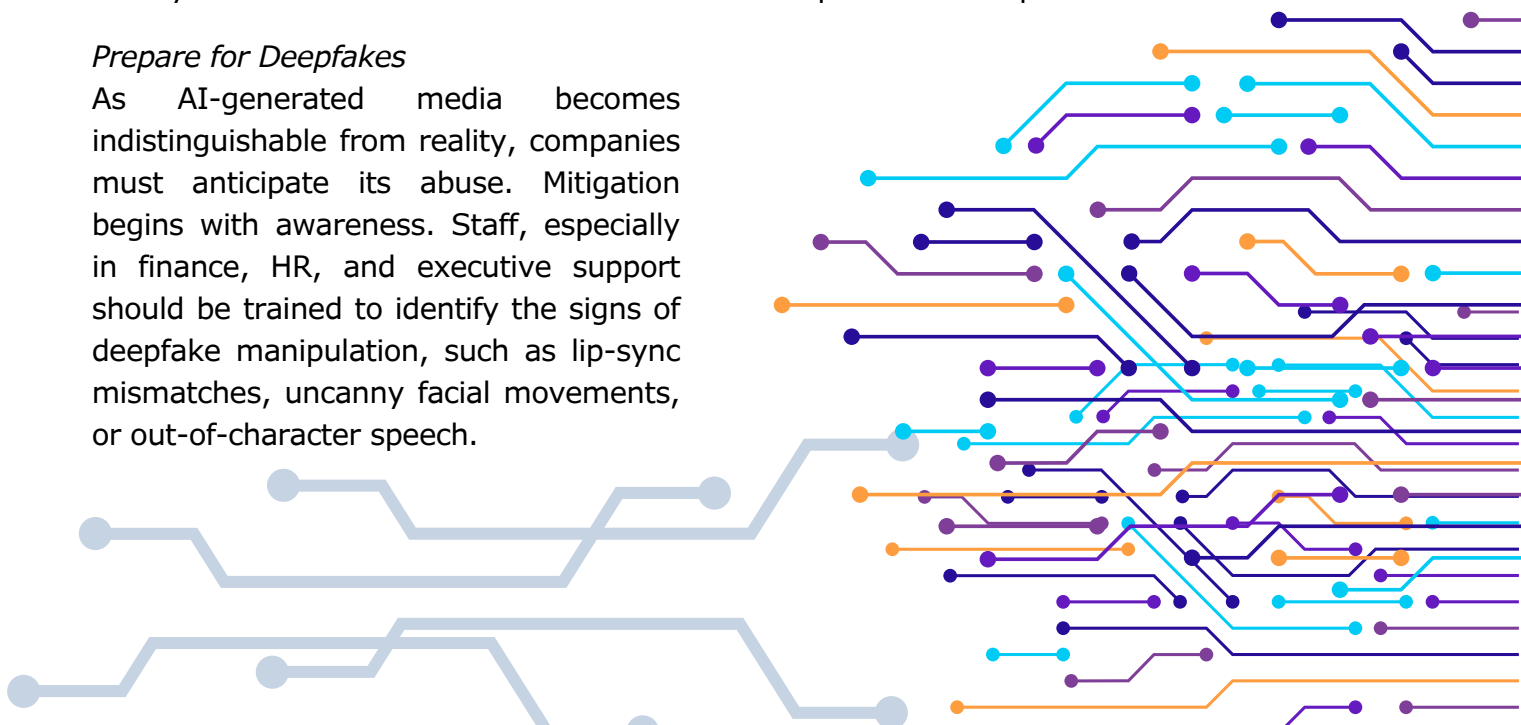 Prepare for Deepfakes
As AI-generated media becomes
indistinguishable from reality, companies
must anticipate its abuse. Mitigation
begins with awareness. Staff, especially
in finance, HR, and executive support
should be trained to identify the signs of
deepfake manipulation, such as lip-sync
mismatches, uncanny facial movements,
or out-of-character speech.